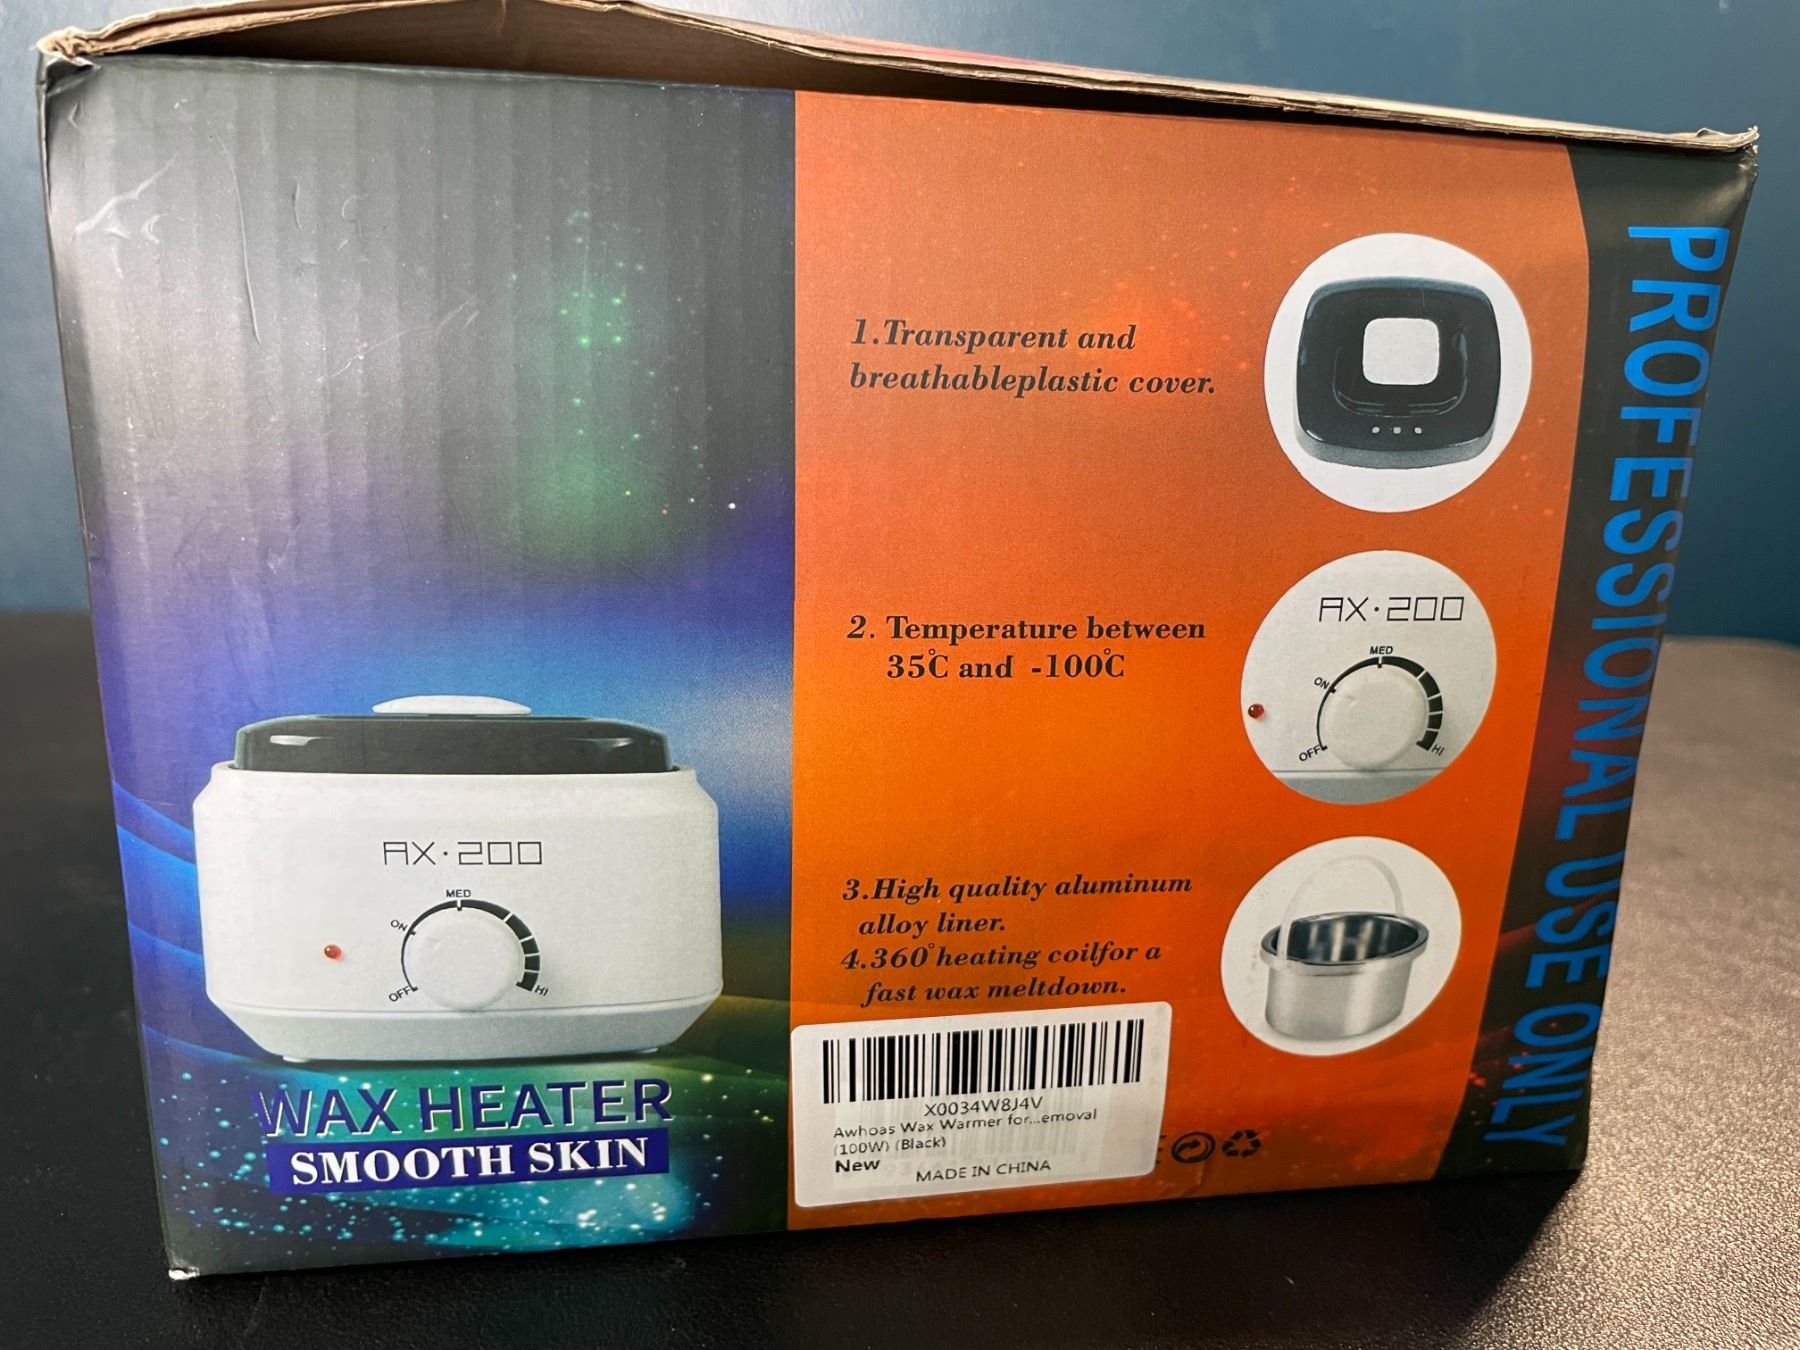 1.Transparent and
breathableplastic cover.
AX·200
MED
ON
OFF
HI
2. Temperature between
35℃ and -100℃
AX·200
MED
ON
OFF
HI
3.High quality aluminum
alloy liner.
4.360°heating coilfor a
fast wax meltdown.
WAX HEATER
SMOOTH SKIN
X0034W8J4V
Awhoas Wax Warmer for...emoval
(100W) (Black)
New
MADE IN CHINA
PROFESSIONAL USE ONLY